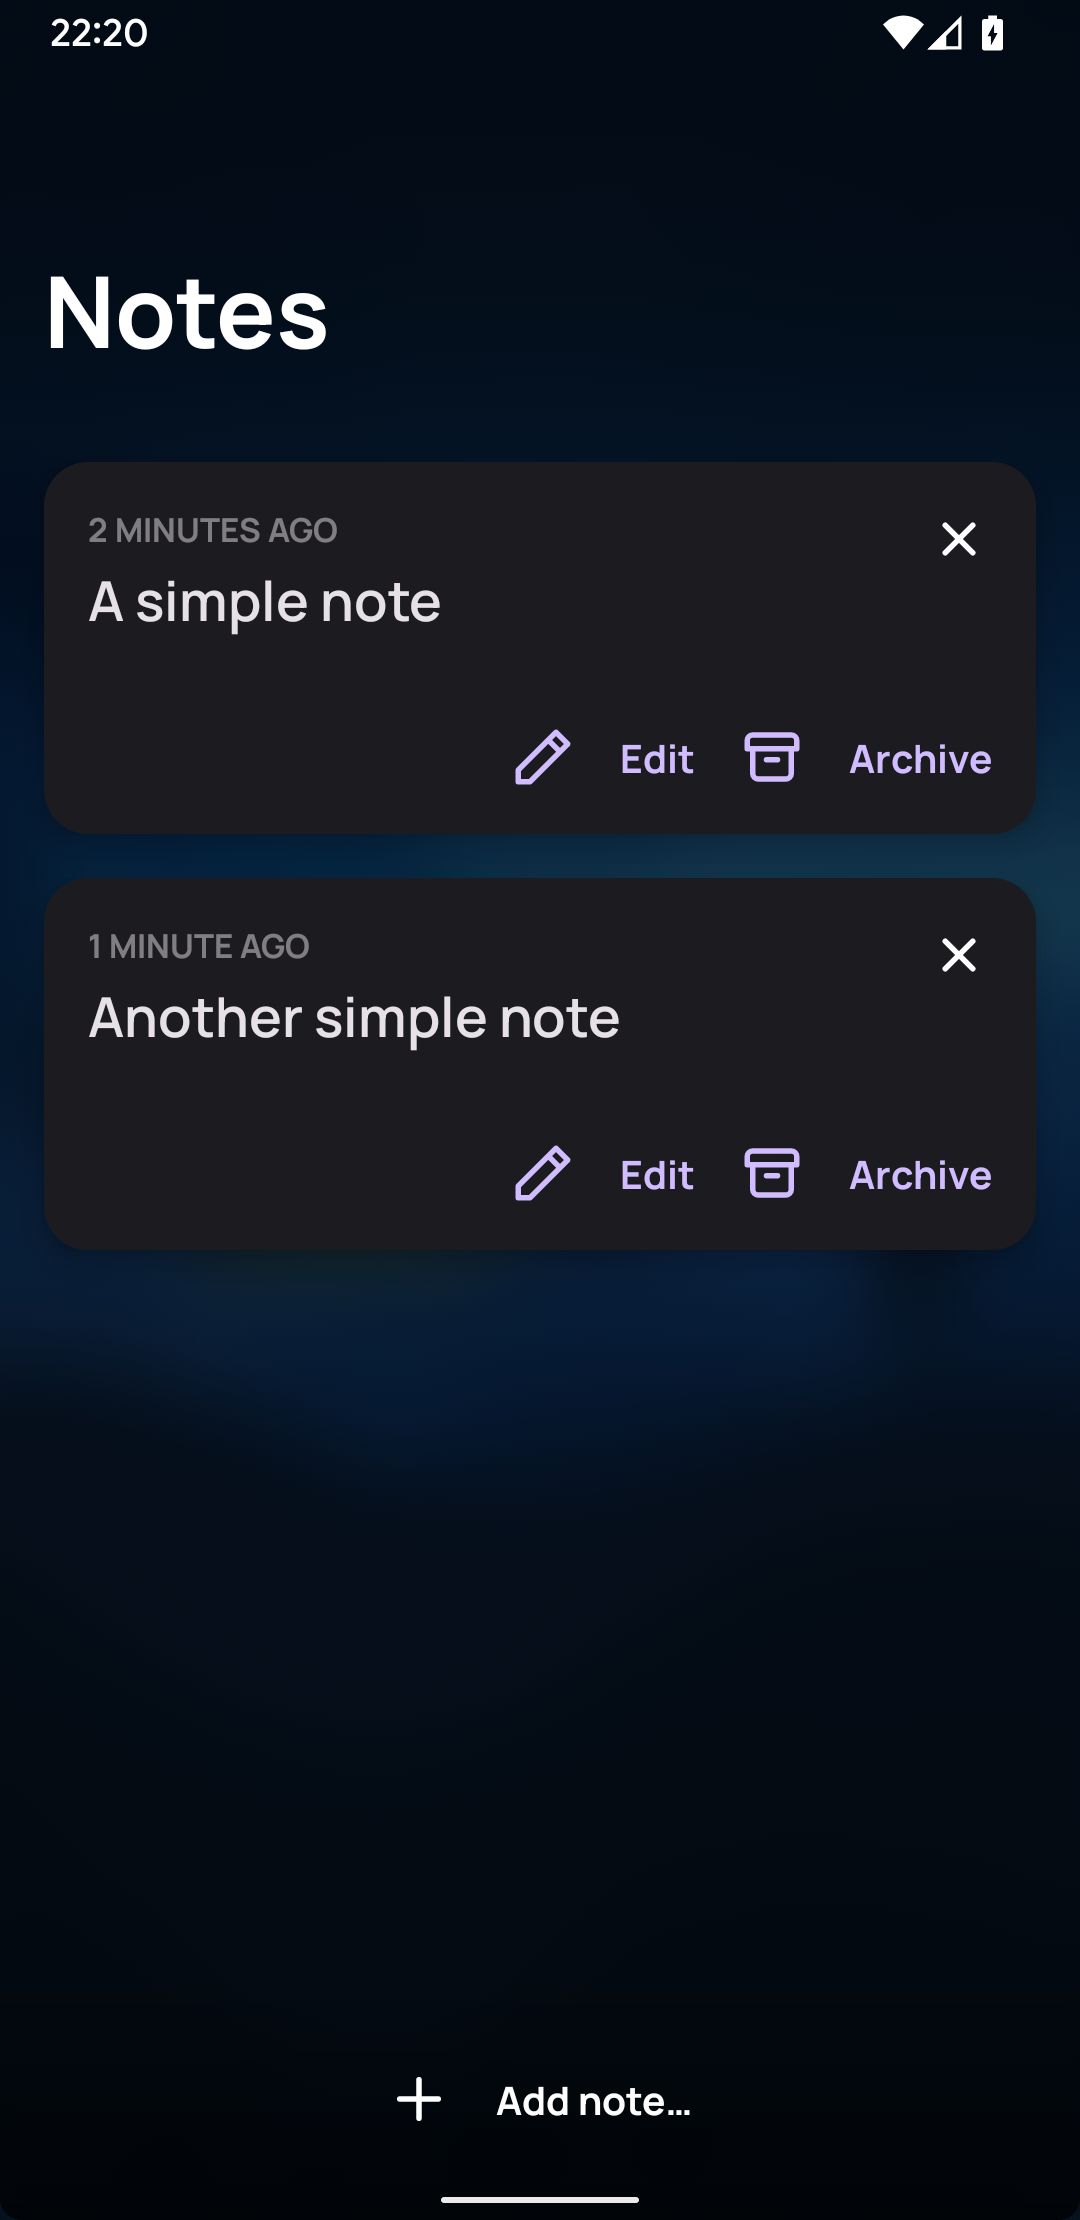 22:20
Notes
2 MINUTES AGO
A simple note
Edit Archive
1 MINUTE AGO
Another simple note
Edit Archive
Add note...